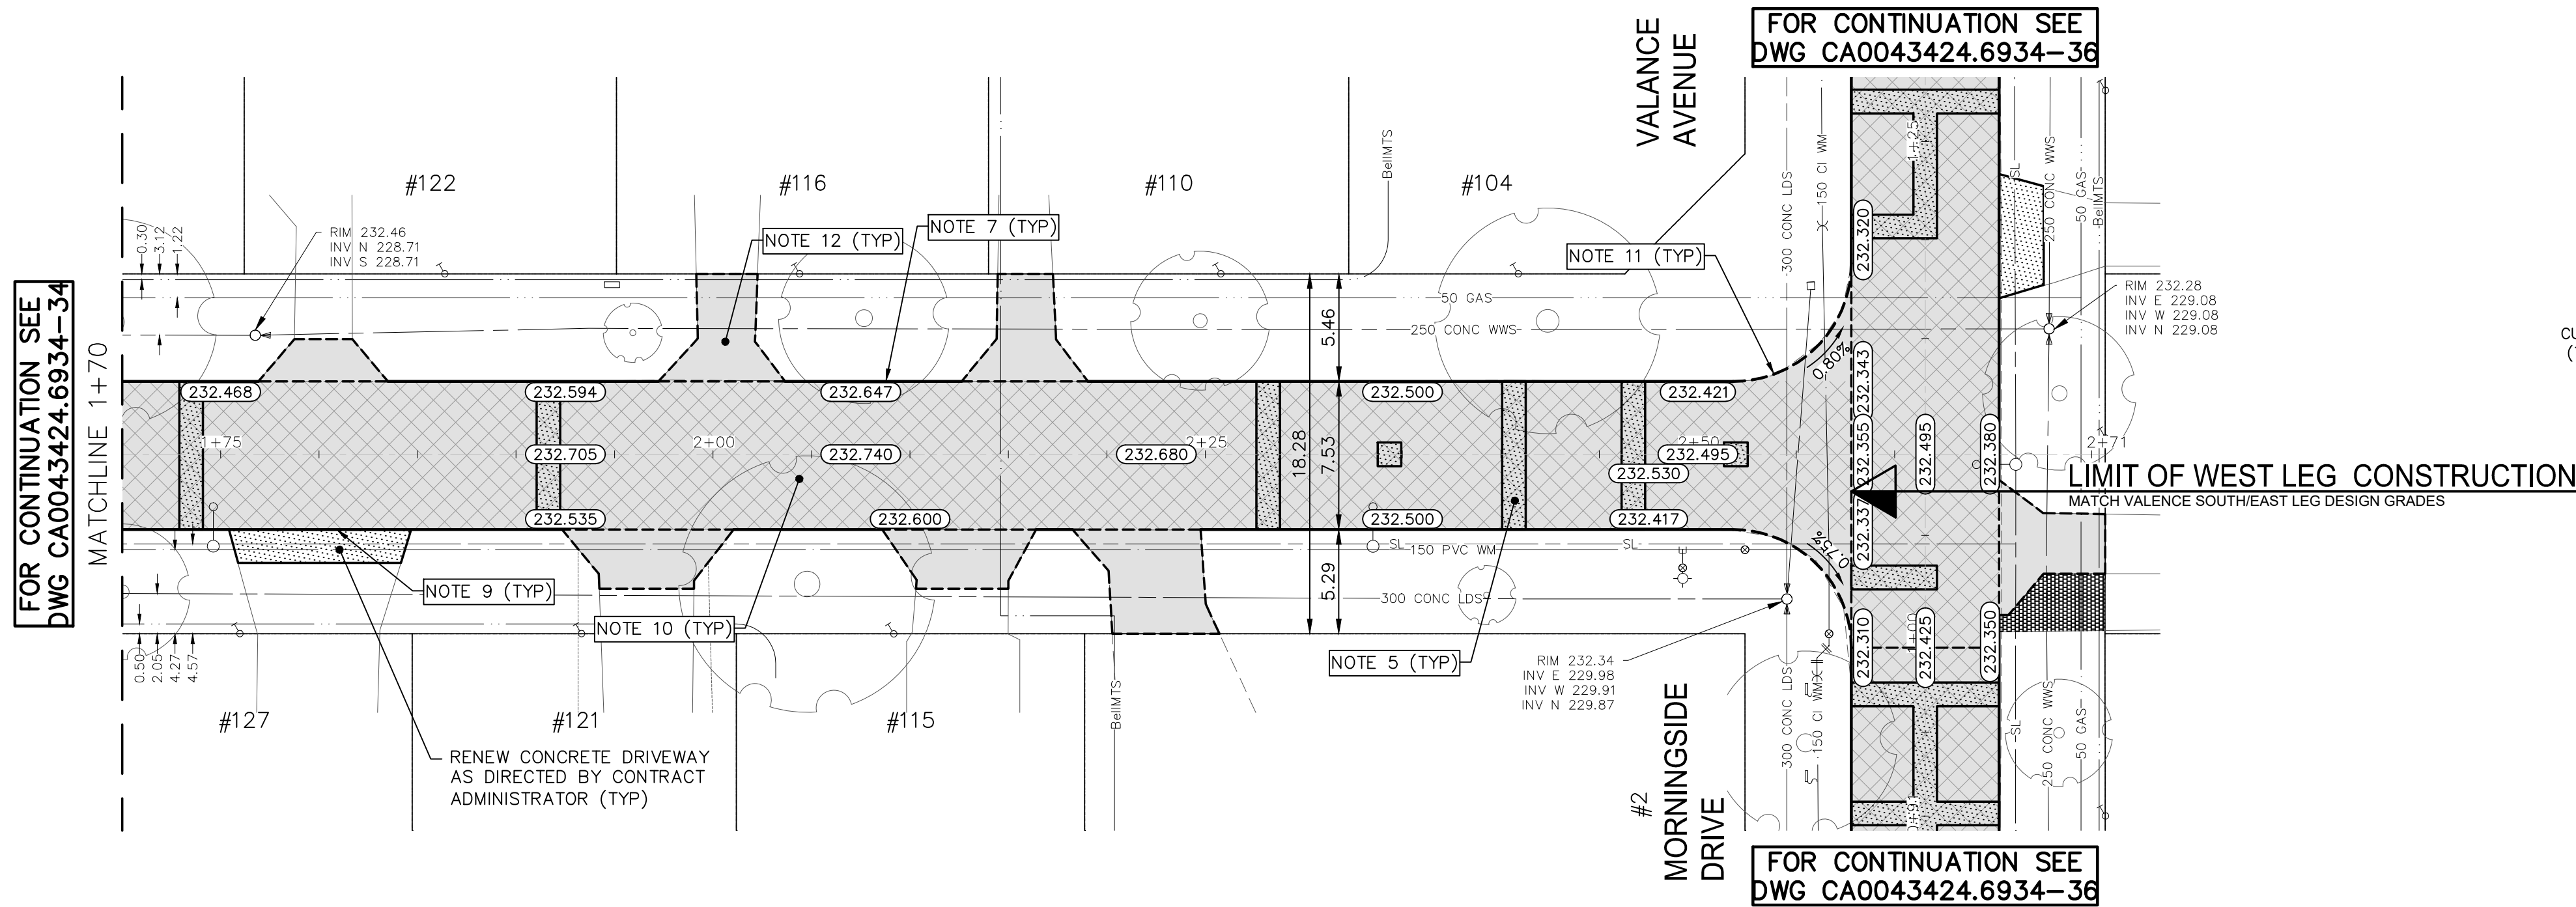 FOR CONTINUATION SEE
DWG CA0043424.6934-36
VALANCE
AVENUE
FOR CONTINUATION SEE
DWG CA0043424.6934-34
MATCHLINE 1+70
#122
#116
#110
#104
BellMTS
300 CONC LDS
150 CI WM
1+25
SL
250 CONC WWS
50 GAS
BellMTS
0.30
3.12
1.22
RIM 232.46
INV N 228.71
INV S 228.71
NOTE 12 (TYP)
NOTE 7 (TYP)
NOTE 11 (TYP)
232.320
RIM 232.28
INV E 229.08
INV W 229.08
INV N 229.08
50 GAS
250 CONC WWS
5.46
0.80%
232.343
232.468
232.594
232.647
232.500
232.421
1+75
2+00
2+25
2+50
2+71
232.705
232.740
232.680
232.495
232.530
18.28
7.53
232.355
232.495
232.380
LIMIT OF WEST LEG CONSTRUCTION
MATCH VALENCE SOUTH/EAST LEG DESIGN GRADES
232.337
232.535
232.600
232.500
232.417
SL
150 PVC WM
SL
0.75%
5.29
300 CONC LDS
NOTE 9 (TYP)
NOTE 10 (TYP)
NOTE 5 (TYP)
232.310
232.425
232.350
1+00
0.50
2.05
4.27
4.57
RIM 232.34
INV E 229.98
INV W 229.91
INV N 229.87
#127
#121
#115
BellMTS
RENEW CONCRETE DRIVEWAY
AS DIRECTED BY CONTRACT
ADMINISTRATOR (TYP)
#2
MORNINGSIDE
DRIVE
300 CONC LDS
150 CI WM
0+91
SL
250 CONC WWS
50 GAS
FOR CONTINUATION SEE
DWG CA0043424.6934-36